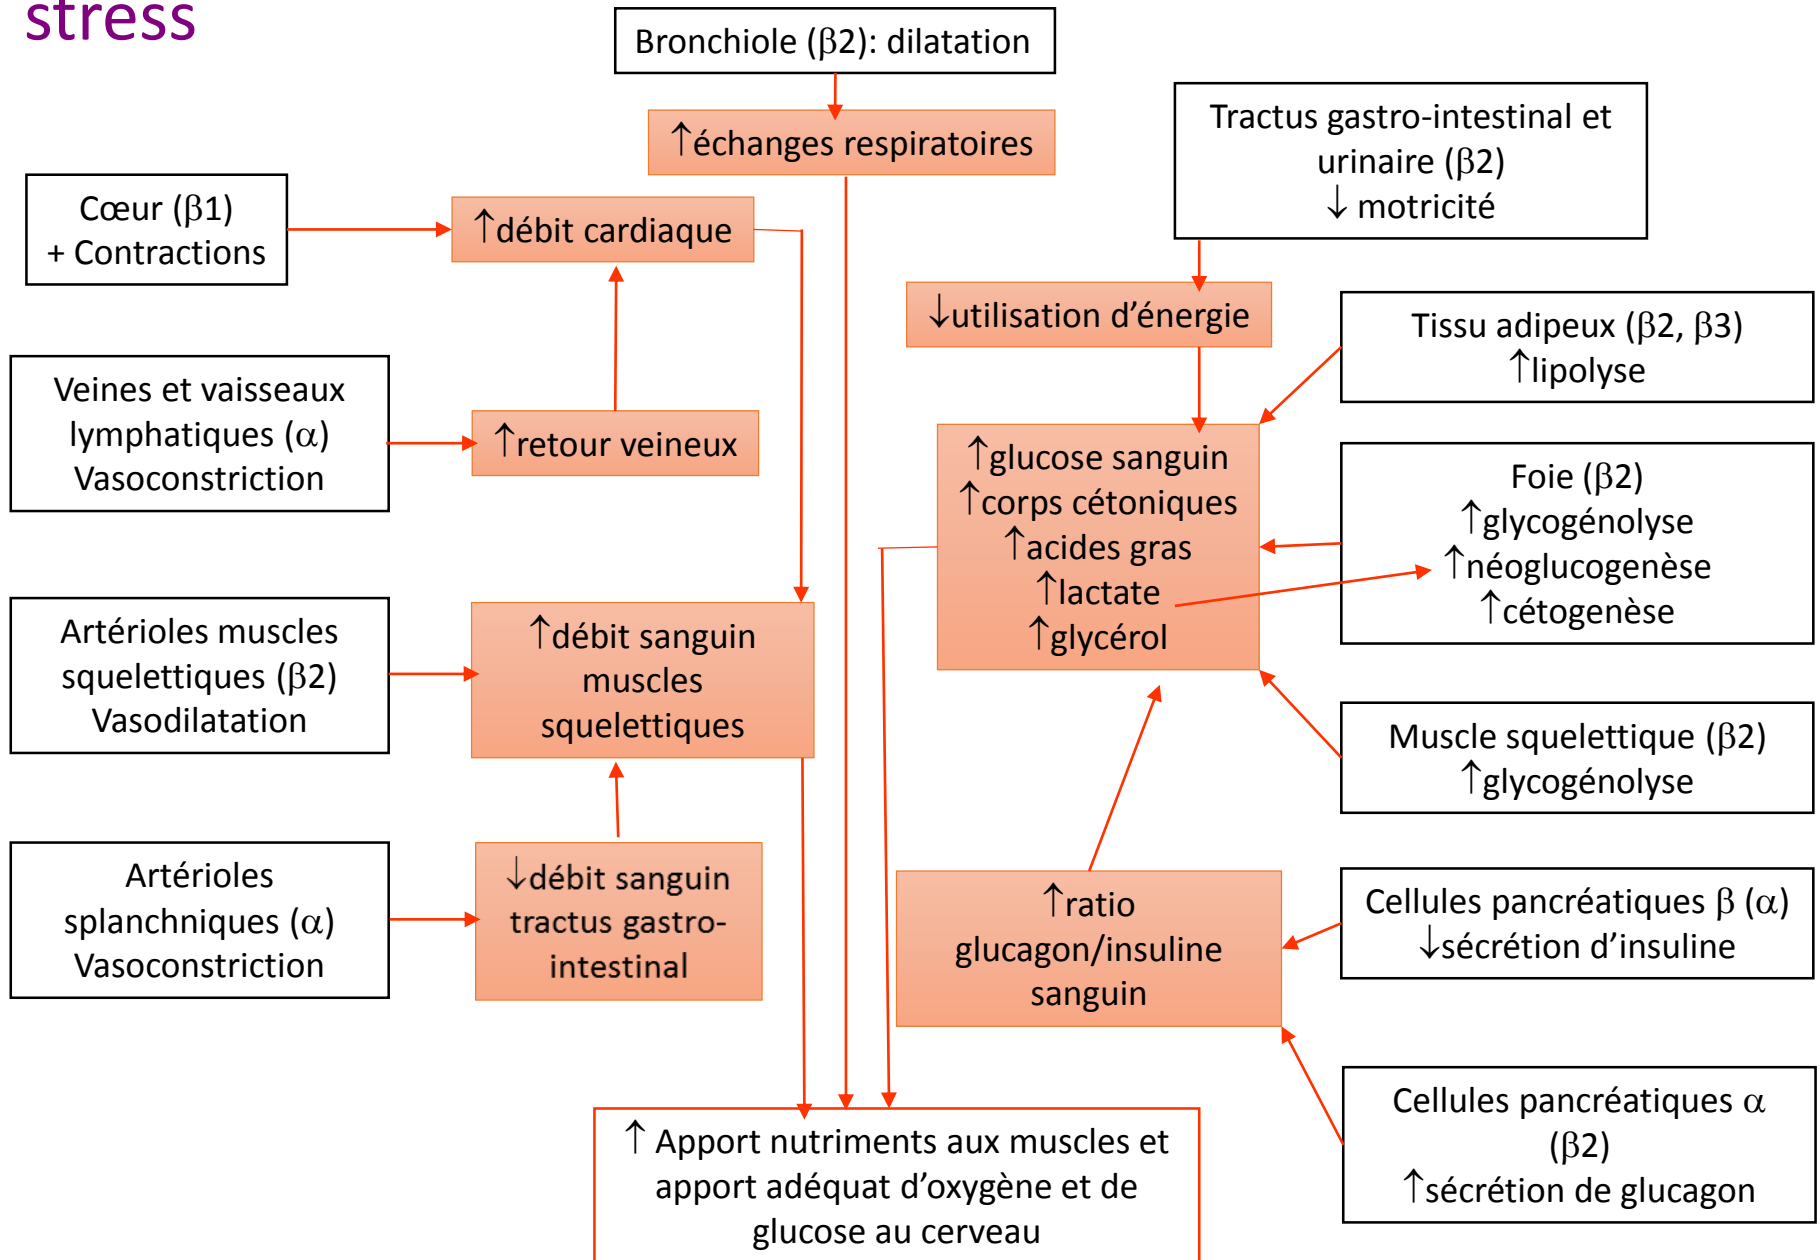 stress
Bronchiole (β2): dilatation
↑échanges respiratoires
Tractus gastro-intestinal et
urinaire (β2)
↓ motricité
Cœur (β1)
+ Contractions
↑débit cardiaque
↓utilisation d’énergie
Tissu adipeux (β2, β3)
↑lipolyse
Veines et vaisseaux
lymphatiques (α)
Vasoconstriction
↑retour veineux
↑glucose sanguin
↑corps cétoniques
↑acides gras
↑lactate
↑glycérol
Foie (β2)
↑glycogénolyse
↑néoglucogenèse
↑cétogenèse
Artérioles muscles
squelettiques (β2)
Vasodilatation
↑débit sanguin
muscles
squelettiques
Muscle squelettique (β2)
↑glycogénolyse
Artérioles
splanchniques (α)
Vasoconstriction
↓débit sanguin
tractus gastro-
intestinal
↑ratio
glucagon/insuline
sanguin
Cellules pancréatiques β (α)
↓sécrétion d’insuline
Cellules pancréatiques α
(β2)
↑sécrétion de glucagon
↑ Apport nutriments aux muscles et
apport adéquat d’oxygène et de
glucose au cerveau